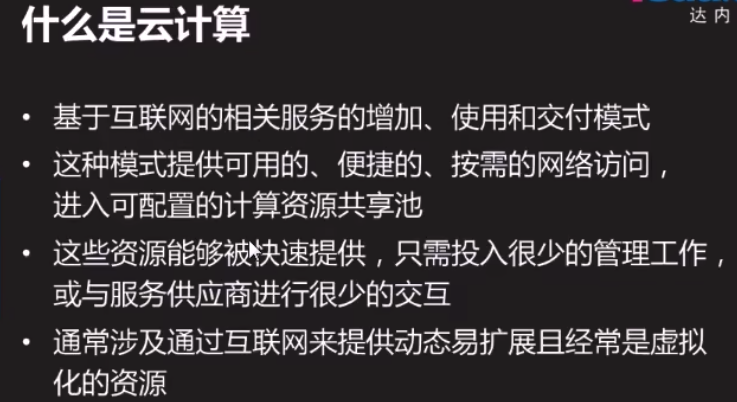 什么是云计算
达内
• 基于互联网的相关服务的增加、使用和交付模式
• 这种模式提供可用的、便捷的、按需的网络访问，
进入可配置的计算资源共享池
• 这些资源能够被快速提供，只需投入很少的管理工作，
或与服务供应商进行很少的交互
• 通常涉及通过互联网来提供动态易扩展且经常是虚拟
化的资源